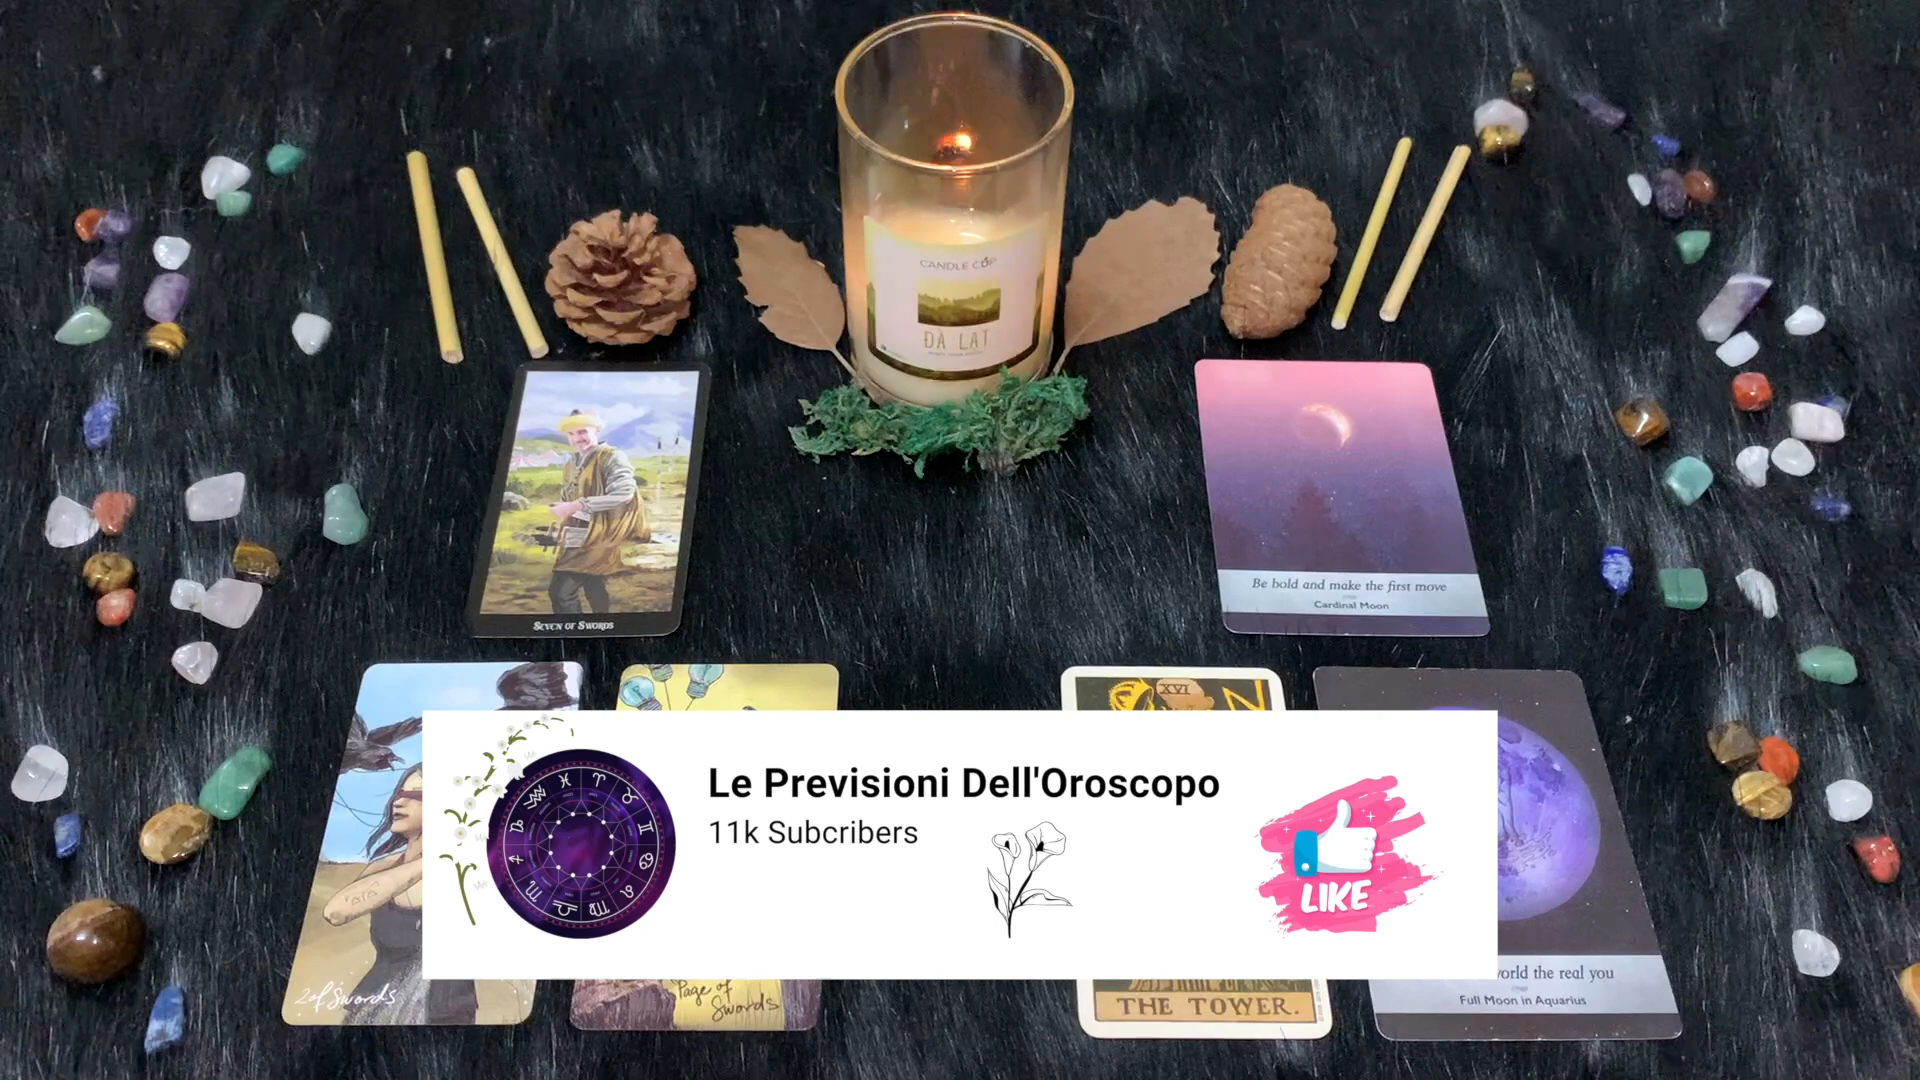 CANDLE CUP
ĐÀ LẠT
SEVEN OF SWORDS
Be bold and make the first move
Cardinal Moon
XVI
Le Previsioni Dell'Oroscopo
11k Subcribers
LIKE
2 of Swords
Page of
Swords
THE TOWER.
world the real you
Full Moon in Aquarius